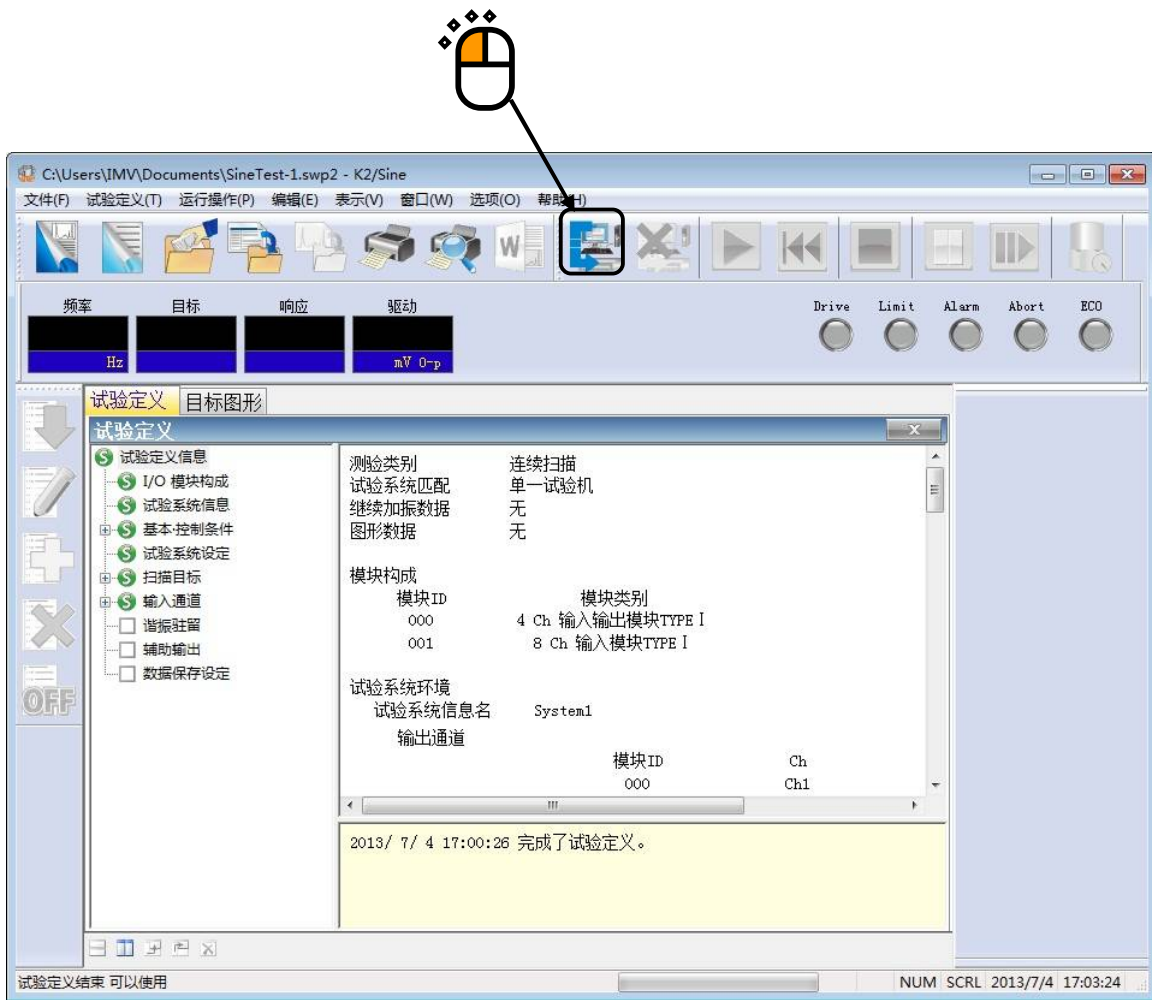 C:\Users\IMV\Documents\SineTest-1.swp2 - K2/Sine
文件(F) 试验定义(T) 运行操作(P) 编辑(E) 表示(V) 窗口(W) 选项(O) 帮助(H)
W
频率 目标 响应 驱动 Drive Limit Alarm Abort ECO
Hz mV 0-p
试验定义 目标图形
试验定义
试验定义信息
I/O 模块构成
试验系统信息
基本·控制条件
试验系统设定
扫描目标
输入通道
谐振驻留
辅助输出
数据保存设定
OFF
测验类别 连续扫描
试验系统匹配 单一试验机
继续加振数据 无
图形数据 无
模块构成
模块ID 模块类别
000 4 Ch 输入输出模块TYPEⅠ
001 8 Ch 输入模块TYPEⅠ
试验系统环境
试验系统信息名 System1
输出通道
模块ID Ch
000 Ch1
2013/ 7/ 4 17:00:26 完成了试验定义。
试验定义结束 可以使用 NUM SCRL 2013/7/4 17:03:24